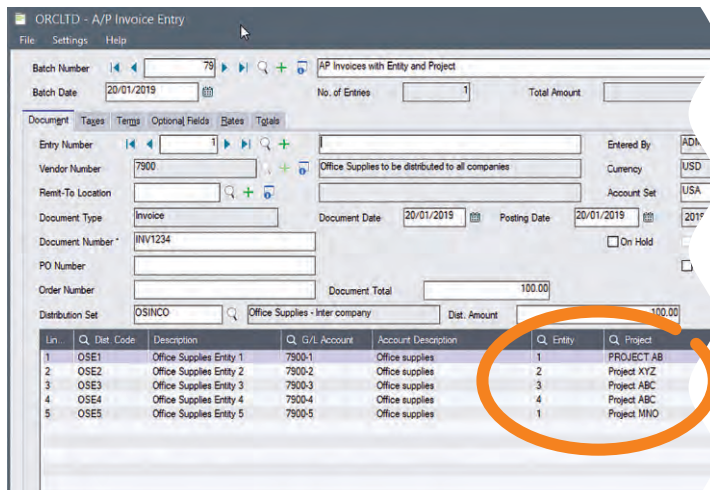 ORCLTD - A/P Invoice Entry
File Settings Help
Batch Number 79 AP Invoices with Entity and Project
Batch Date 20/01/2019 No. of Entries 1 Total Amount
Document Taxes Terms Optional Fields Rates Totals
Entry Number 1 Entered By ADM
Vendor Number 7900 Office Supplies to be distributed to all companies Currency USD
Remit-To Location Account Set USA
Document Type Invoice Document Date 20/01/2019 Posting Date 20/01/2019 2019
Document Number * INV1234 On Hold
PO Number
Order Number Document Total 100.00
Distribution Set OSINCO Office Supplies - Inter company Dist. Amount 100.00
Lin... Dist. Code Description G/L Account Account Description Entity Project
1 OSE1 Office Supplies Entity 1 7900-1 Office supplies 1 PROJECT AB
2 OSE2 Office Supplies Entity 2 7900-2 Office supplies 2 Project XYZ
3 OSE3 Office Supplies Entity 3 7900-3 Office supplies 3 Project ABC
4 OSE4 Office Supplies Entity 4 7900-4 Office supplies 4 Project ABC
5 OSE5 Office Supplies Entity 5 7900-5 Office supplies 1 Project MNO